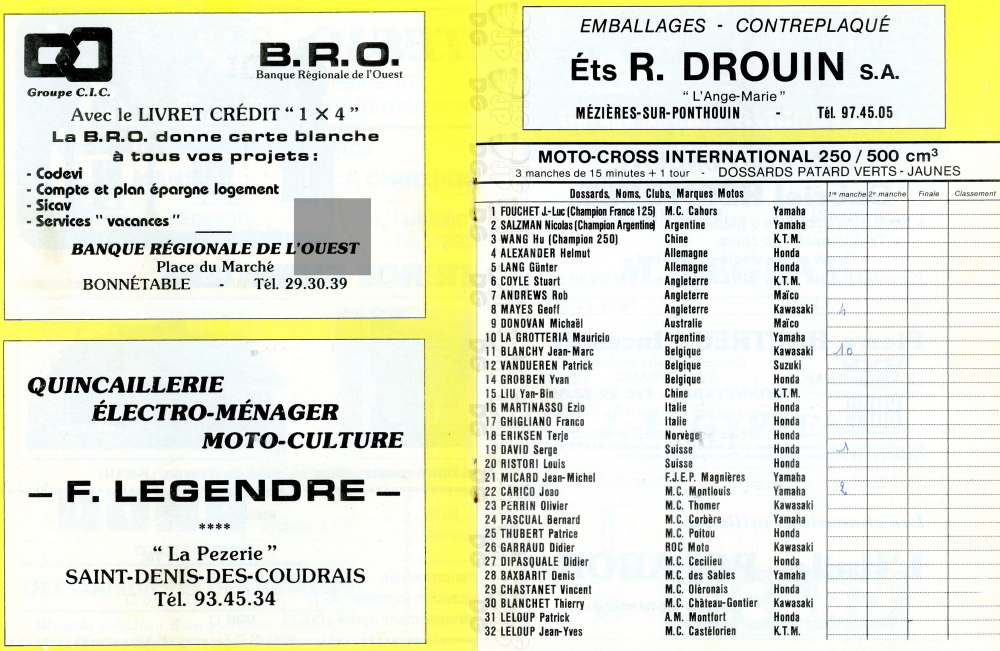 B.R.O.
Banque Régionale de l'Ouest
Groupe C.I.C.
Avec le LIVRET CRÉDIT " 1 × 4 "
La B.R.O. donne carte blanche
à tous vos projets :
- Codevi
- Compte et plan épargne logement
- Sicav
- Services " vacances "
BANQUE RÉGIONALE DE L'OUEST
Place du Marché
BONNÉTABLE - Tél. 29.30.39
QUINCAILLERIE
ÉLECTRO-MÉNAGER
MOTO-CULTURE
– F. LEGENDRE –
****
" La Pezerie "
SAINT-DENIS-DES-COUDRAIS
Tél. 93.45.34
EMBALLAGES - CONTREPLAQUÉ
Éts R. DROUIN S.A.
" L'Ange-Marie "
MÉZIÈRES-SUR-PONTHOUIN - Tél. 97.45.05
MOTO-CROSS INTERNATIONAL 250 / 500 cm³
3 manches de 15 minutes + 1 tour - DOSSARDS PATARD VERTS - JAUNES
Dossards, Noms, Clubs, Marques Motos 1re manche 2e manche Finale Classement
1 FOUCHET J.-Luc (Champion France 125) M.C. Cahors Yamaha
2 SALZMAN Nicolas (Champion Argentine) Argentine Yamaha
3 WANG Hu (Champion 250) Chine K.T.M.
4 ALEXANDER Helmut Allemagne Honda
5 LANG Günter Allemagne Honda
6 COYLE Stuart Angleterre K.T.M.
7 ANDREWS Rob Angleterre Maïco
8 MAYES Geoff Angleterre Kawasaki 4
9 DONOVAN Michaël Australie Maïco
10 LA GROTTERIA Mauricio Argentine Yamaha
11 BLANCHY Jean-Marc Belgique Kawasaki 10
12 VANDUEREN Patrick Belgique Suzuki
14 GROBBEN Yvan Belgique Honda
15 LIU Yan-Bin Chine K.T.M.
16 MARTINASSO Ezio Italie Honda
17 GHIGLIANO Franco Italie Honda
18 ERIKSEN Terje Norvège Honda
19 DAVID Serge Suisse Honda 1
20 RISTORI Louis Suisse Honda
21 MICARD Jean-Michel F.J.E.P. Magnières Yamaha
22 CARICO Joao M.C. Montlouis Yamaha 2
23 PERRIN Olivier M.C. Thomer Kawasaki
24 PASCUAL Bernard M.C. Corbère Yamaha
25 THUBERT Patrice M.C. Poitou Honda
26 GARRAUD Didier ROC Moto Kawasaki
27 DIPASQUALE Didier M.C. Cecilieu Honda
28 BAXBARIT Denis M.C. des Sables Yamaha
29 CHASTANET Vincent M.C. Oléronais Honda
30 BLANCHET Thierry M.C. Château-Gontier Kawasaki
31 LELOUP Patrick A.M. Montfort Honda
32 LELOUP Jean-Yves M.C. Castélorien K.T.M.